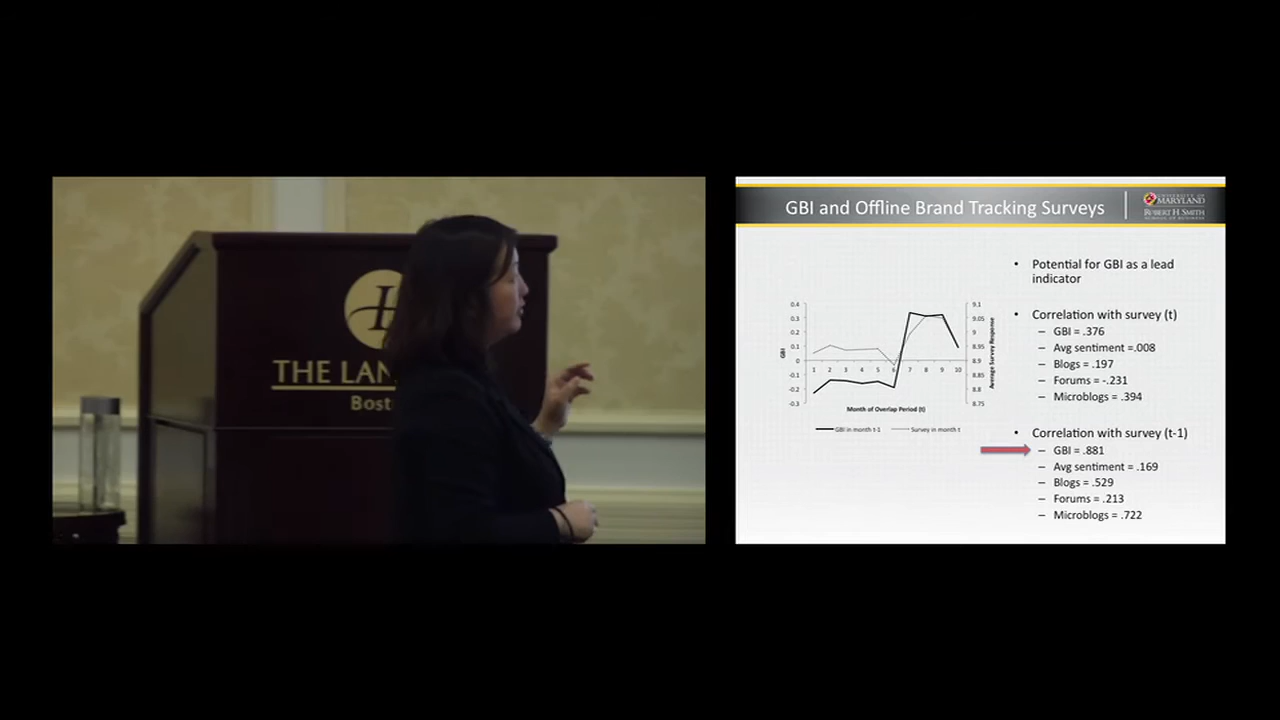 THE LAN
Bost
GBI and Offline Brand Tracking Surveys
UNIVERSITY OF
MARYLAND
ROBERT H. SMITH
SCHOOL OF BUSINESS
• Potential for GBI as a lead
indicator
• Correlation with survey (t)
– GBI = .376
– Avg sentiment =.008
– Blogs = .197
– Forums = -.231
– Microblogs = .394
• Correlation with survey (t-1)
– GBI = .881
– Avg sentiment = .169
– Blogs = .529
– Forums = .213
– Microblogs = .722
0.4
0.3
0.2
0.1
0
-0.1
-0.2
-0.3
GBI
1 2 3 4 5 6 7 8 9 10
9.1
9.05
9
8.95
8.9
8.85
8.8
8.75
Average Survey Response
Month of Overlap Period (t)
GBI in month t-1
Survey in month t